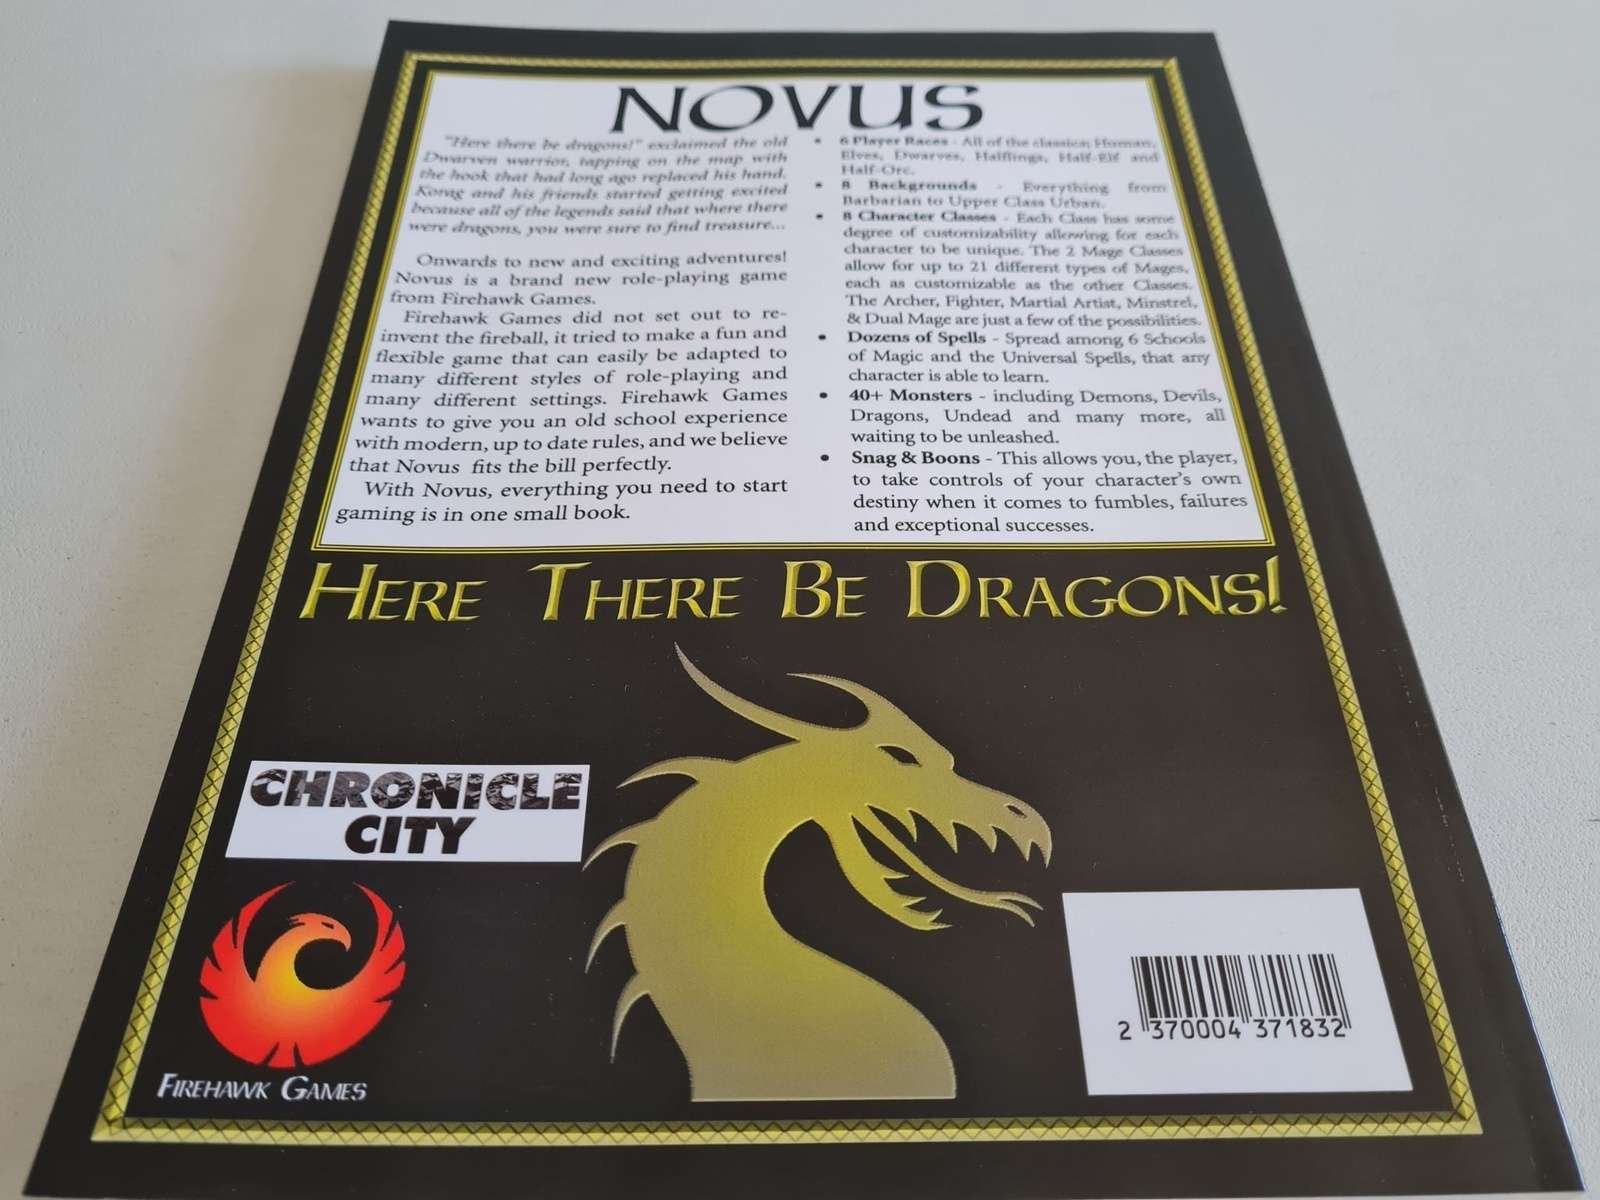 NOVUS
"Here there be dragons!" exclaimed the old
Dwarven warrior, tapping on the map with
the hook that had long ago replaced his hand.
Korag and his friends started getting excited
because all of the legends said that where there
were dragons, you were sure to find treasure...
Onwards to new and exciting adventures!
Novus is a brand new role-playing game
from Firehawk Games.
Firehawk Games did not set out to re-
invent the fireball, it tried to make a fun and
flexible game that can easily be adapted to
many different styles of role-playing and
many different settings. Firehawk Games
wants to give you an old school experience
with modern, up to date rules, and we believe
that Novus fits the bill perfectly.
With Novus, everything you need to start
gaming is in one small book.
• 6 Player Races - All of the classics; Human,
Elves, Dwarves, Halflings, Half-Elf and
Half-Orc.
• 8 Backgrounds - Everything from
Barbarian to Upper Class Urban.
• 8 Character Classes - Each Class has some
degree of customizability allowing for each
character to be unique. The 2 Mage Classes
allow for up to 21 different types of Mages,
each as customizable as the other Classes.
The Archer, Fighter, Martial Artist, Minstrel,
& Dual Mage are just a few of the possibilities.
• Dozens of Spells - Spread among 6 Schools
of Magic and the Universal Spells, that any
character is able to learn.
• 40+ Monsters - including Demons, Devils,
Dragons, Undead and many more, all
waiting to be unleashed.
• Snag & Boons - This allows you, the player,
to take controls of your character's own
destiny when it comes to fumbles, failures
and exceptional successes.
HERE THERE BE DRAGONS!
CHRONICLE
CITY
FIREHAWK GAMES
2 370004 371832